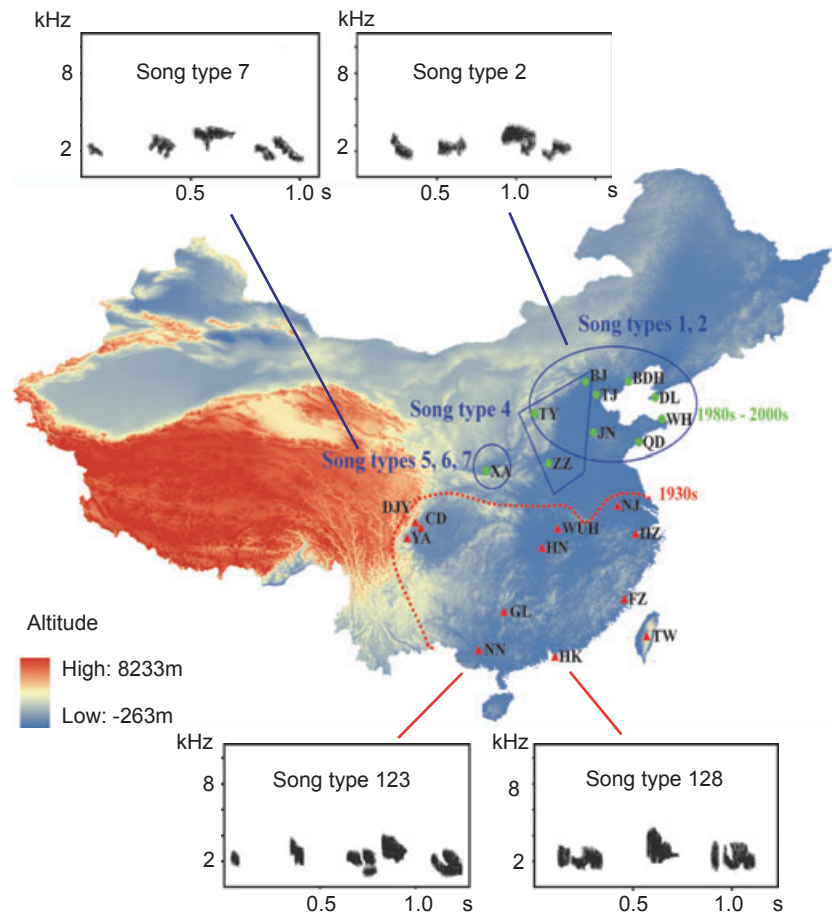 kHz
8
Song type 7
2
0.5
1.0
s
kHz
8
Song type 2
2
0.5
1.0
s
Song types 1, 2
BJ
BDH
TJ
DL
Song type 4
TY
WH
1980s - 2000s
JN
QD
Song types 5, 6, 7
ZZ
XA
1930s
DJY
CD
NJ
YA
WUH
HZ
HN
FZ
GL
TW
NN
HK
Altitude
High: 8233m
Low: -263m
kHz
8
Song type 123
2
0.5
1.0
s
kHz
8
Song type 128
2
0.5
1.0
s